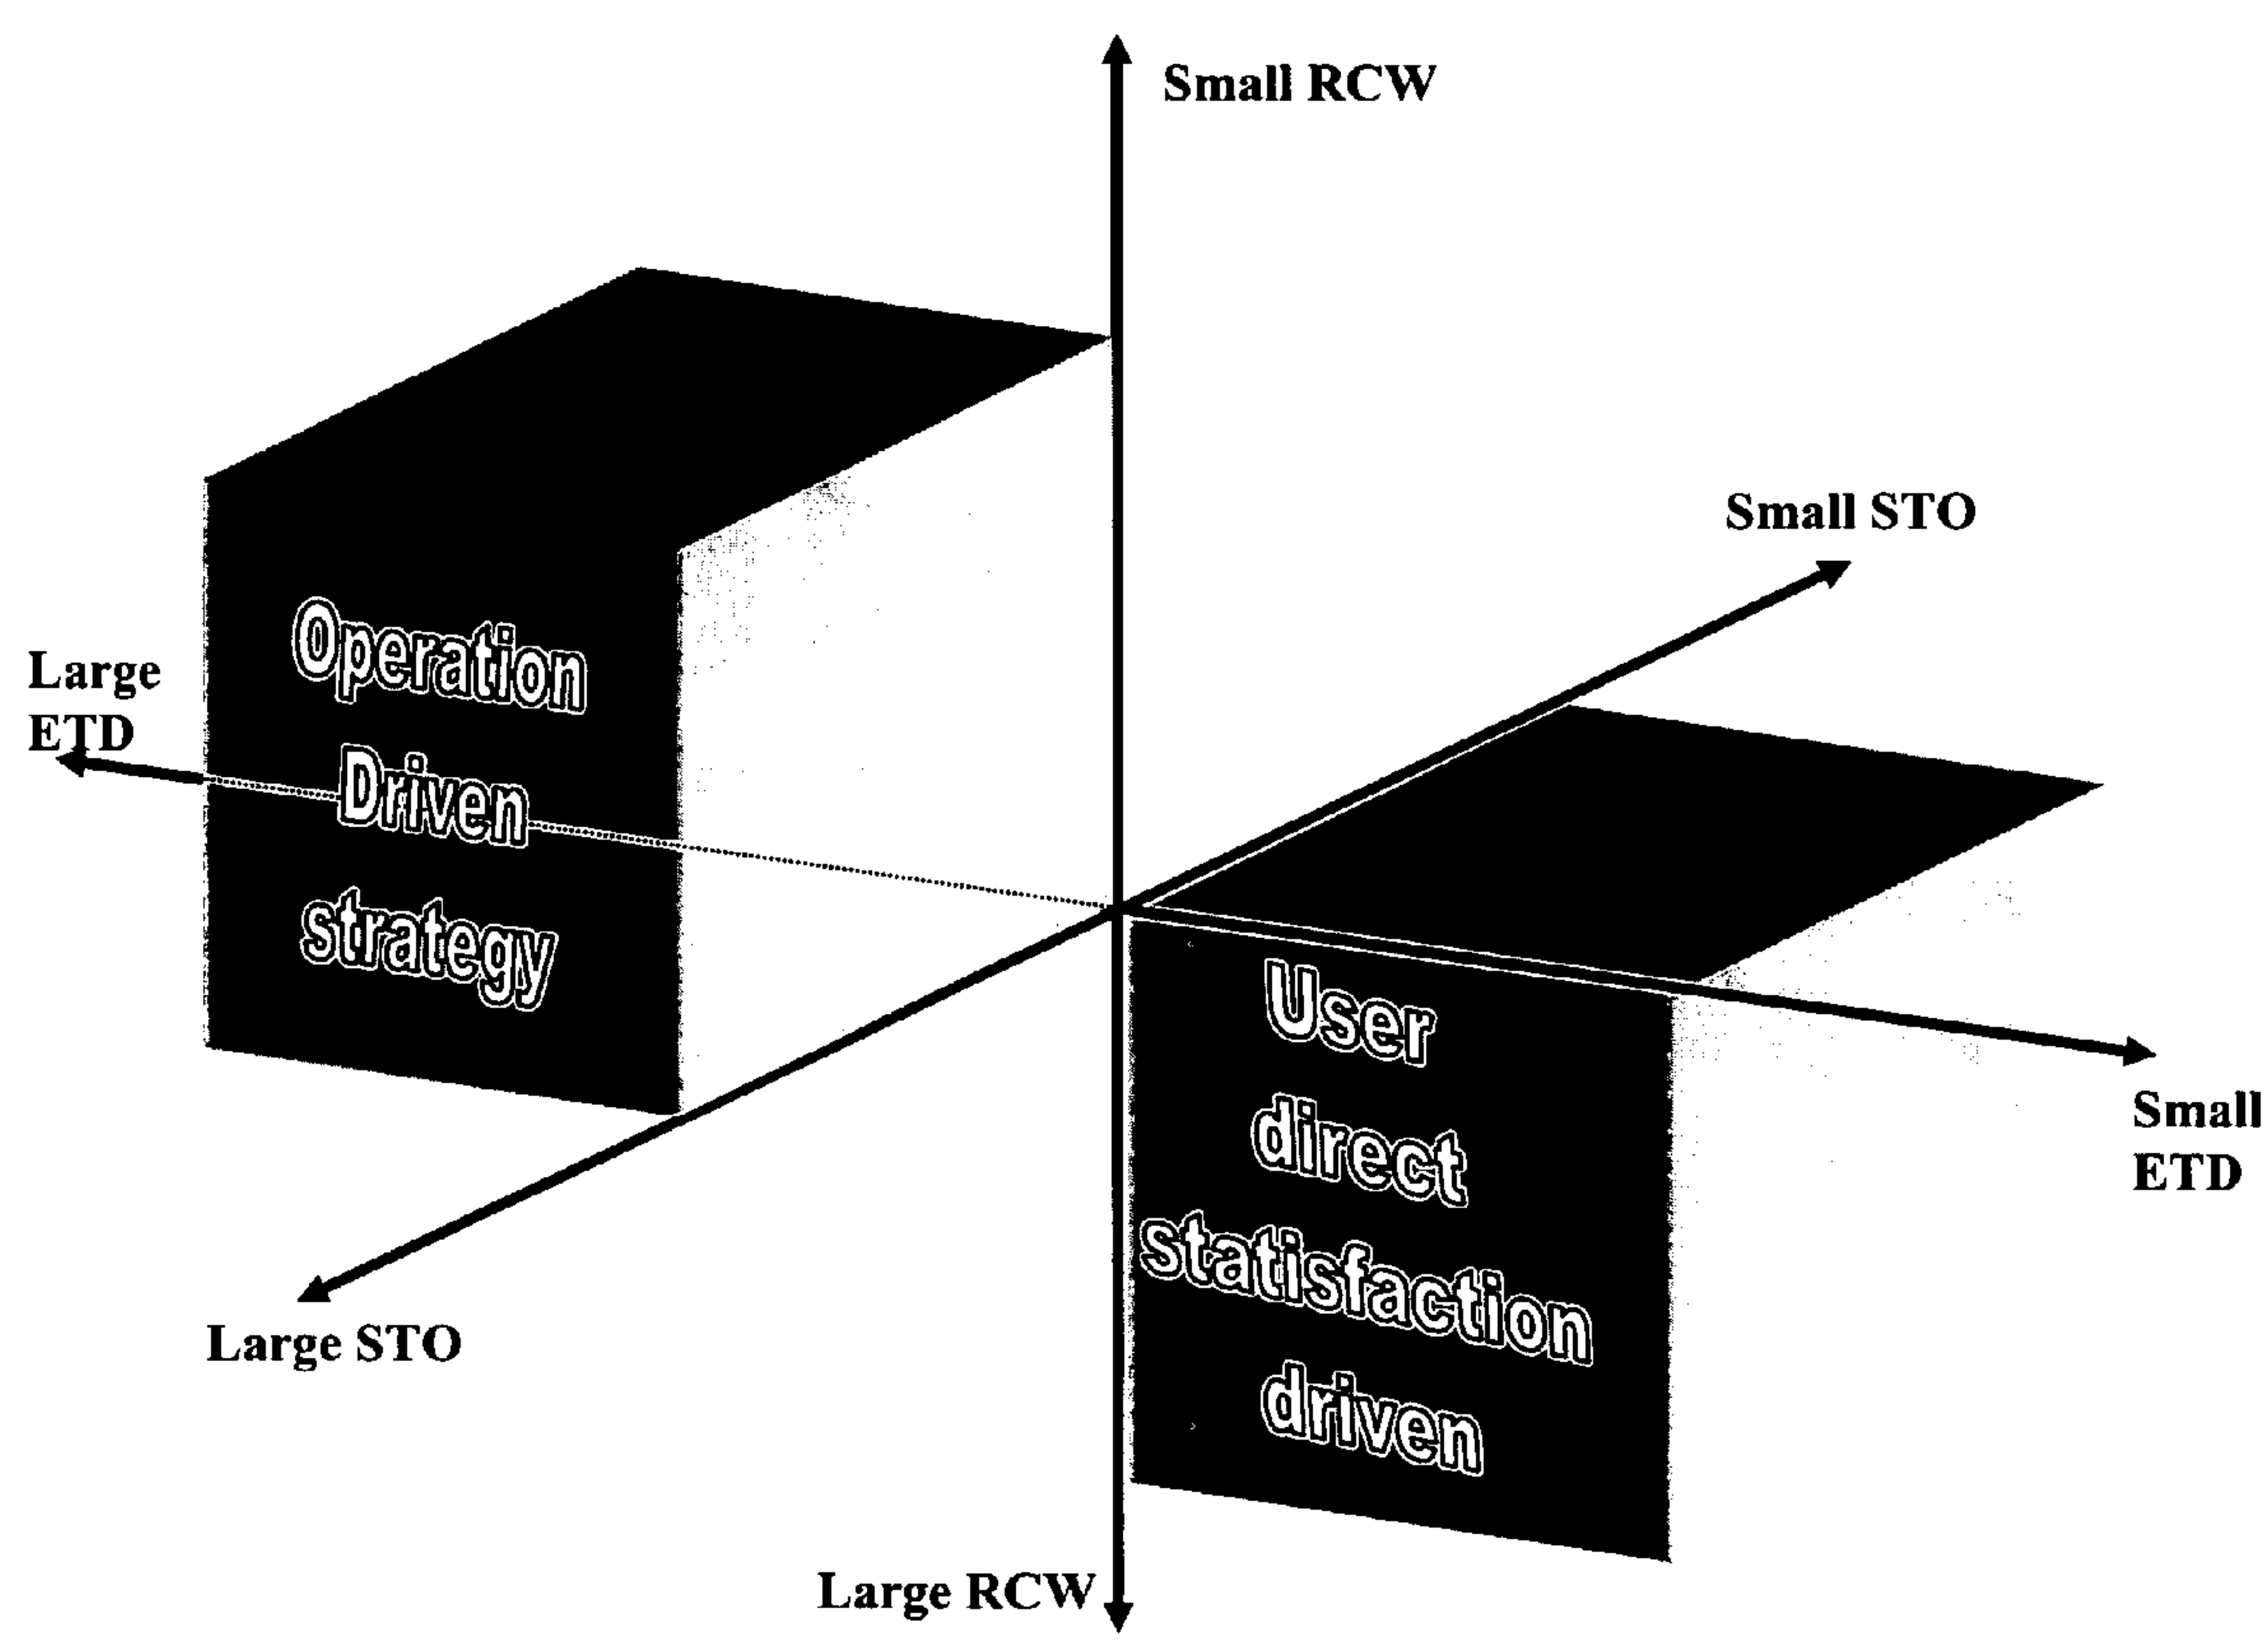 Small RCW
Small STO
Large
ETD
Operation
Driven
strategy
User
direct
statisfaction
driven
Small
ETD
Large STO
Large RCW